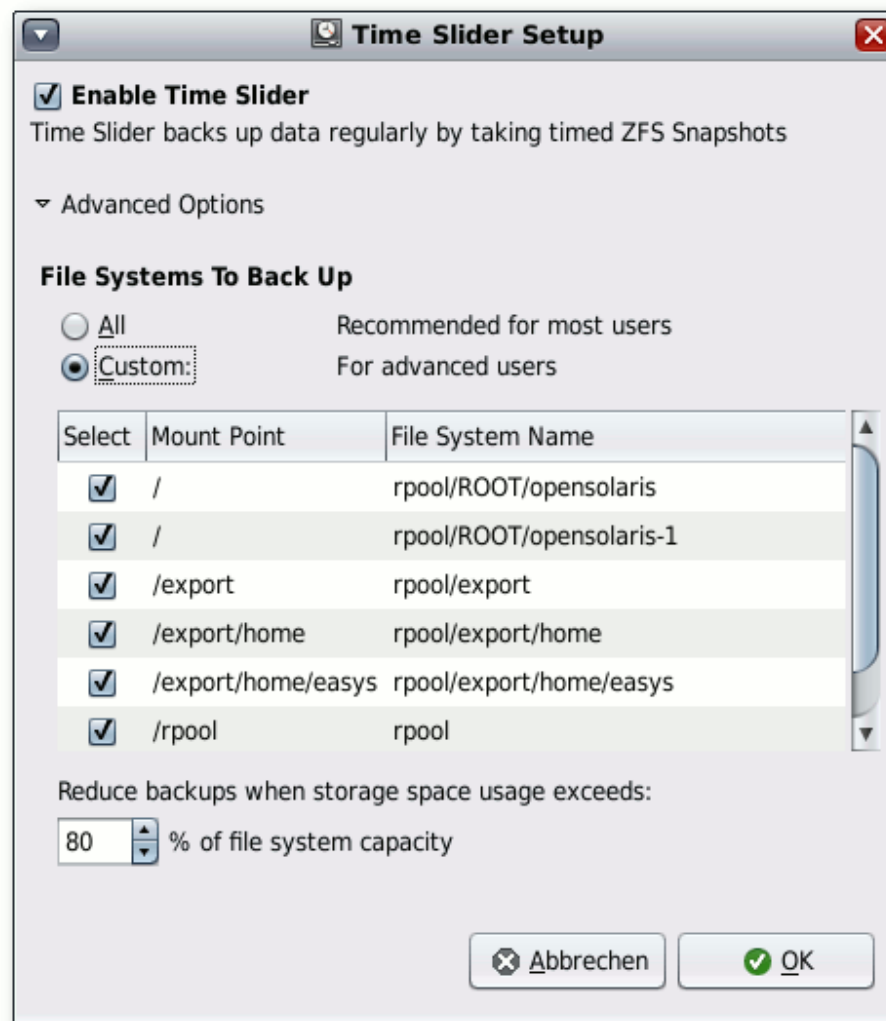 Time Slider Setup
Enable Time Slider
Time Slider backs up data regularly by taking timed ZFS Snapshots
Advanced Options
File Systems To Back Up
All Recommended for most users
Custom: For advanced users
Select Mount Point File System Name
/ rpool/ROOT/opensolaris
/ rpool/ROOT/opensolaris-1
/export rpool/export
/export/home rpool/export/home
/export/home/easys rpool/export/home/easys
/rpool rpool
Reduce backups when storage space usage exceeds:
80 % of file system capacity
Abbrechen OK